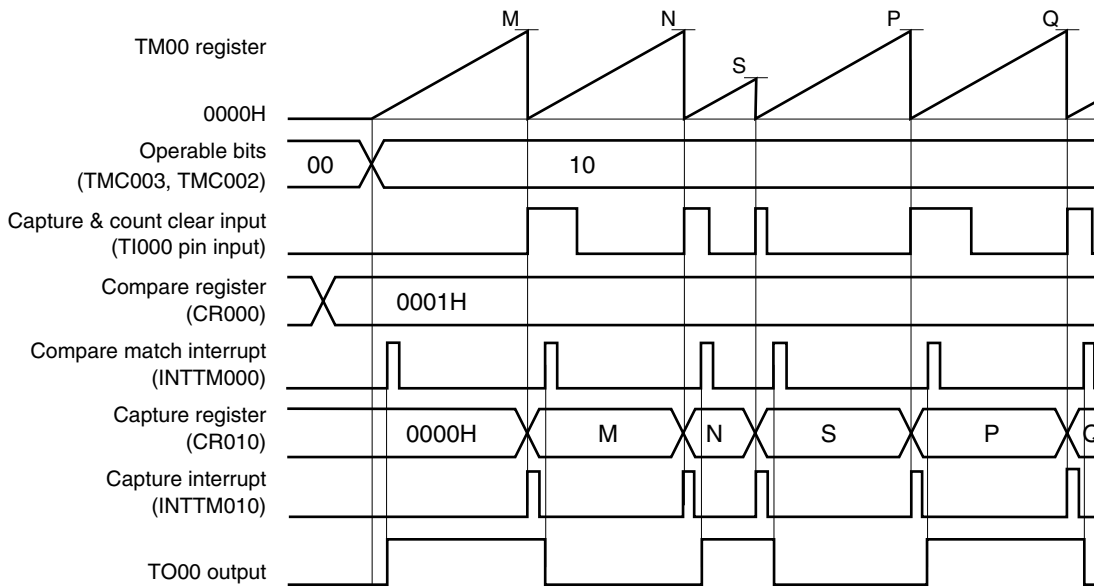 M N S P Q
TM00 register
0000H
Operable bits
(TMC003, TMC002)
00 10
Capture & count clear input
(TI000 pin input)
Compare register
(CR000)
0001H
Compare match interrupt
(INTTM000)
Capture register
(CR010)
0000H M N S P Q
Capture interrupt
(INTTM010)
TO00 output